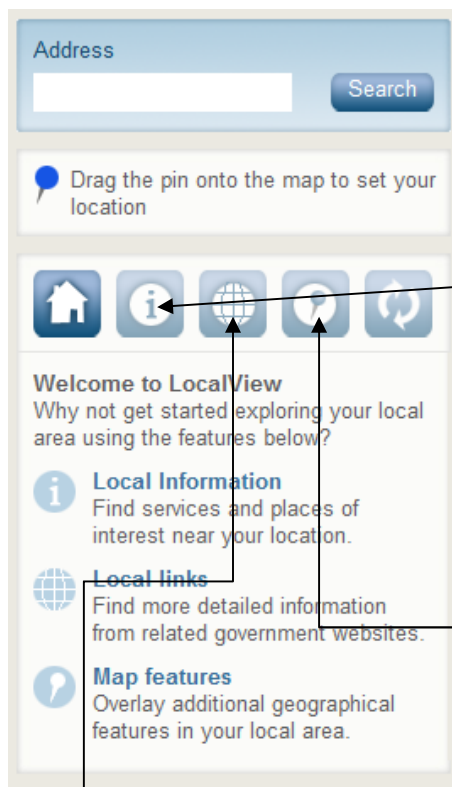 Address
Search
Drag the pin onto the map to set your
location
Welcome to LocalView
Why not get started exploring your local
area using the features below?
Local Information
Find services and places of
interest near your location.
Local links
Find more detailed information
from related government websites.
Map features
Overlay additional geographical
features in your local area.